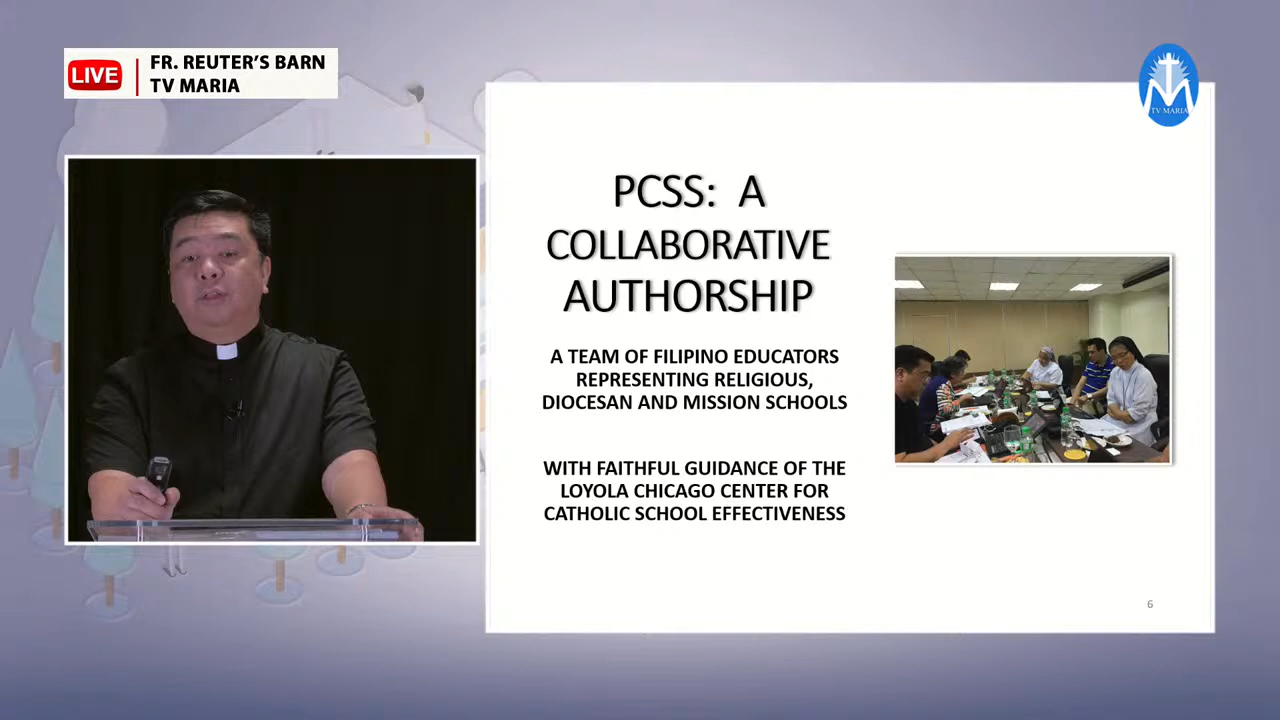 LIVE
FR. REUTER'S BARN
TV MARIA
TV MARIA
PCSS: A
COLLABORATIVE
AUTHORSHIP
A TEAM OF FILIPINO EDUCATORS
REPRESENTING RELIGIOUS,
DIOCESAN AND MISSION SCHOOLS
WITH FAITHFUL GUIDANCE OF THE
LOYOLA CHICAGO CENTER FOR
CATHOLIC SCHOOL EFFECTIVENESS
6